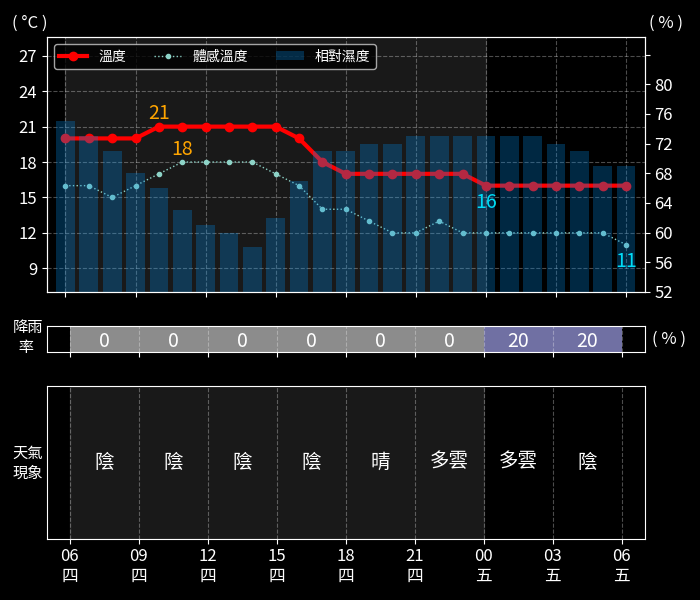 ( °C )
( % )
溫度 體感溫度 相對濕度
27
24
21
18
15
12
9
80
76
72
68
64
60
56
52
21
18
16
11
降雨
率
0 0 0 0 0 0 20 20
( % )
天氣
現象
陰 陰 陰 陰 晴 多雲 多雲 陰
06 09 12 15 18 21 00 03 06
四 四 四 四 四 四 五 五 五